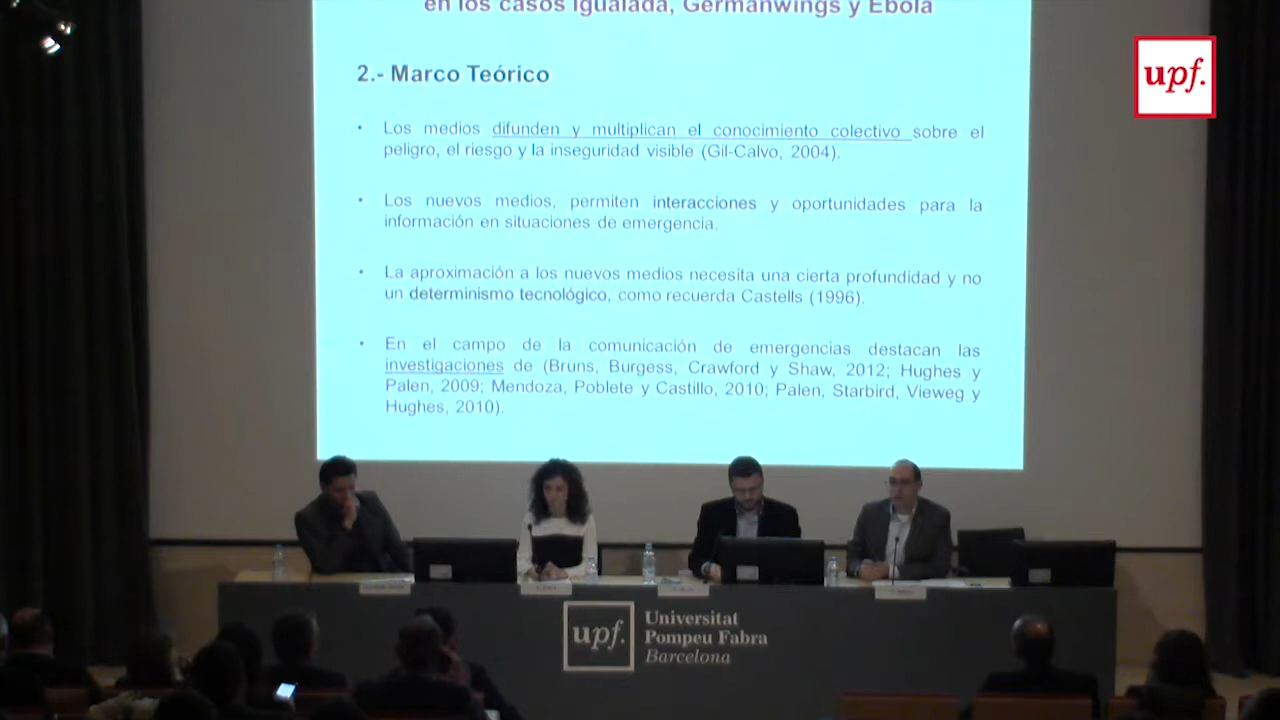 en los casos Igualada, Germanwings y Ébola
upf.
2.- Marco Teórico
• Los medios difunden y multiplican el conocimiento colectivo sobre el
peligro, el riesgo y la inseguridad visible (Gil-Calvo, 2004).
• Los nuevos medios, permiten interacciones y oportunidades para la
información en situaciones de emergencia.
• La aproximación a los nuevos medios necesita una cierta profundidad y no
un determinismo tecnológico, como recuerda Castells (1996).
• En el campo de la comunicación de emergencias destacan las
investigaciones de (Bruns, Burgess, Crawford y Shaw, 2012; Hughes y
Palen, 2009; Mendoza, Poblete y Castillo, 2010; Palen, Starbird, Vieweg y
Hughes, 2010).
upf.
Universitat
Pompeu Fabra
Barcelona